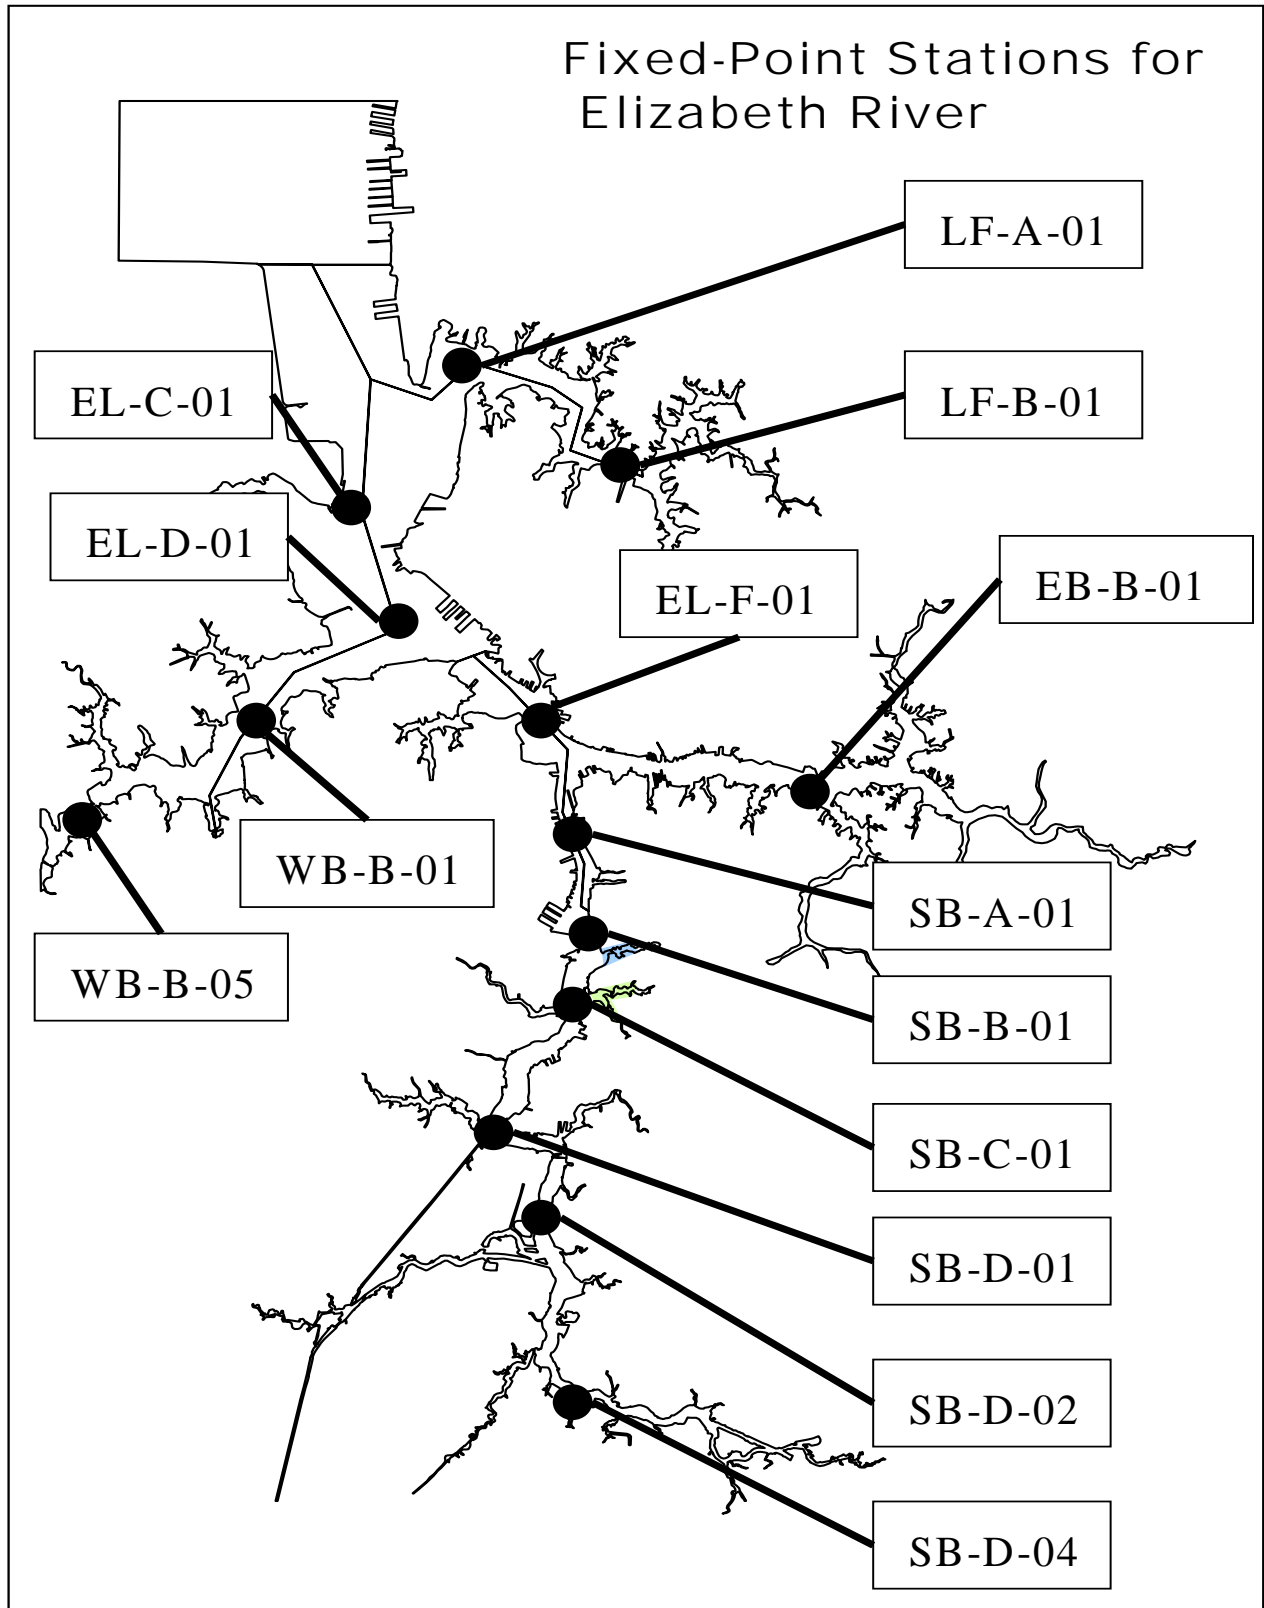 Fixed-Point Stations for
Elizabeth River
LF-A-01
EL-C-01
LF-B-01
EL-D-01
EL-F-01
EB-B-01
WB-B-01
SB-A-01
WB-B-05
SB-B-01
SB-C-01
SB-D-01
SB-D-02
SB-D-04